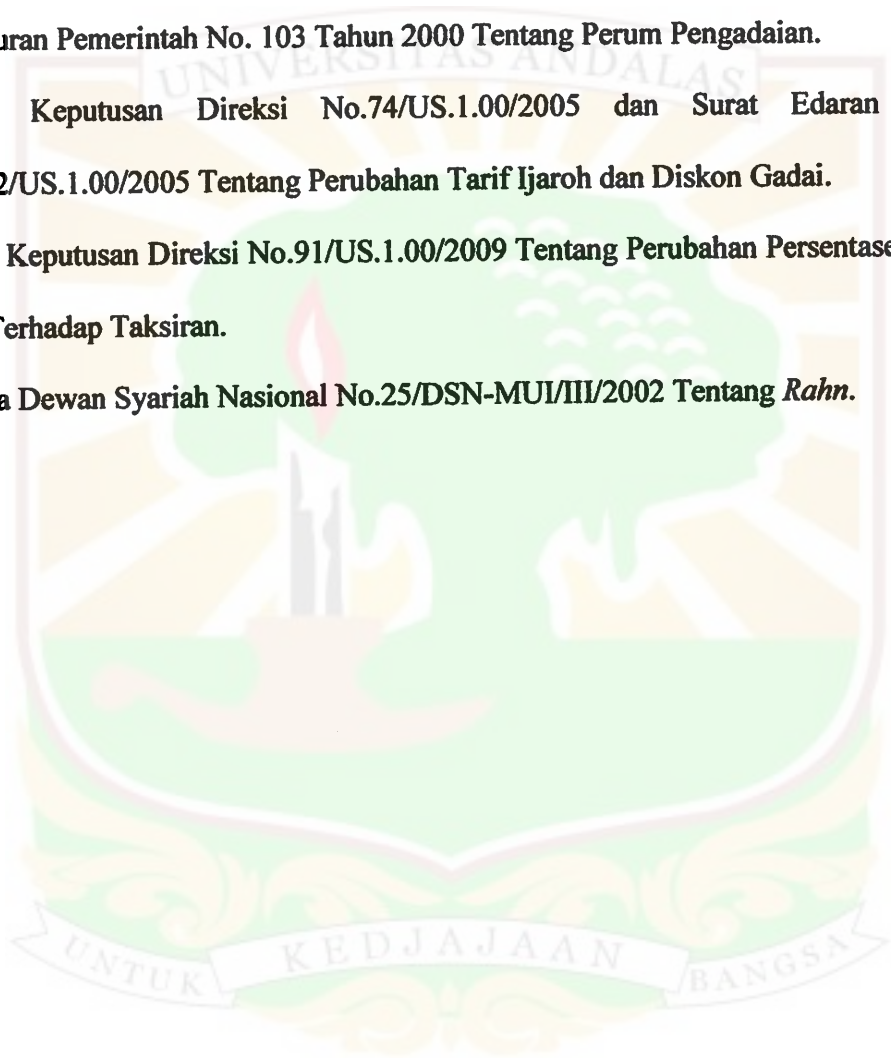 uran Pemerintah No. 103 Tahun 2000 Tentang Perum Pengadaian.
UNIVERSITAS ANDALAS
Keputusan Direksi No.74/US.1.00/2005 dan Surat Edaran
2/US.1.00/2005 Tentang Perubahan Tarif Ijaroh dan Diskon Gadai.
Keputusan Direksi No.91/US.1.00/2009 Tentang Perubahan Persentase
Terhadap Taksiran.
a Dewan Syariah Nasional No.25/DSN-MUI/III/2002 Tentang Rahn.
UNTUK KEDJAJAAN BANGSA